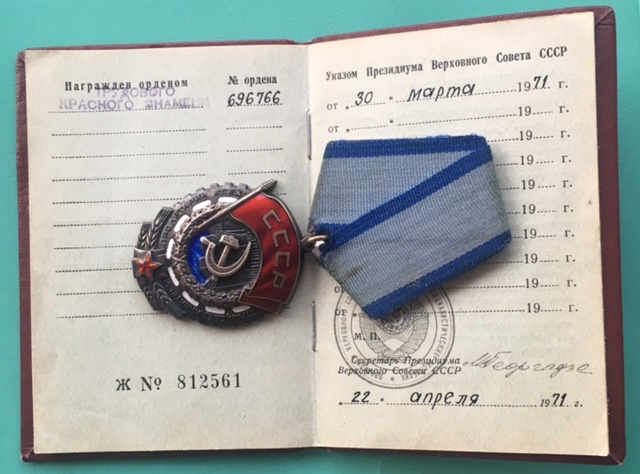 Награжден орденом № ордена
ТРУДОВОГО
КРАСНОГО ЗНАМЕНИ 696766
Ж № 812561
СССР
Указом Президиума Верховного Совета СССР
от „30“ марта 1971 г.
от „ “ 19 г.
19 г.
19 г.
19 г.
19 г.
19 г.
19 г.
от 19 г.
от „ 19 г.
М. П.
Секретарь Президиума
Верховного Совета СССР МГеоргадзе
„22“ апреля 1971 г.